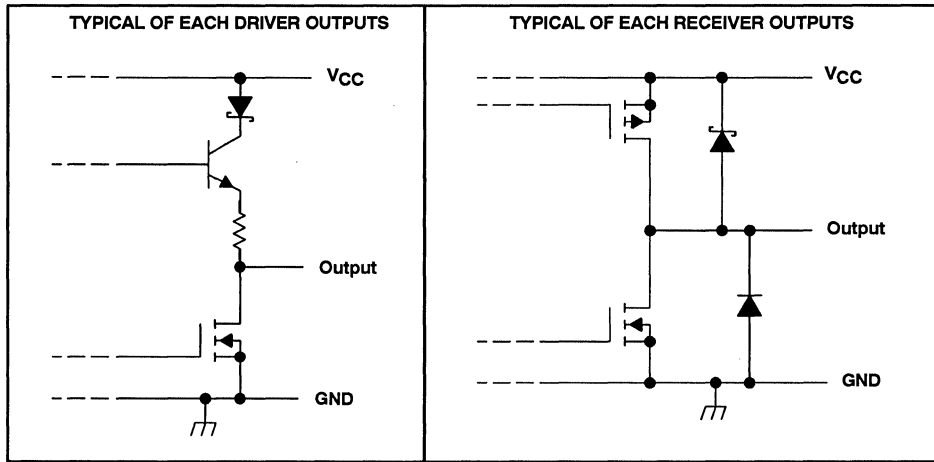 TYPICAL OF EACH DRIVER OUTPUTS
VCC
Output
GND
TYPICAL OF EACH RECEIVER OUTPUTS
VCC
Output
GND